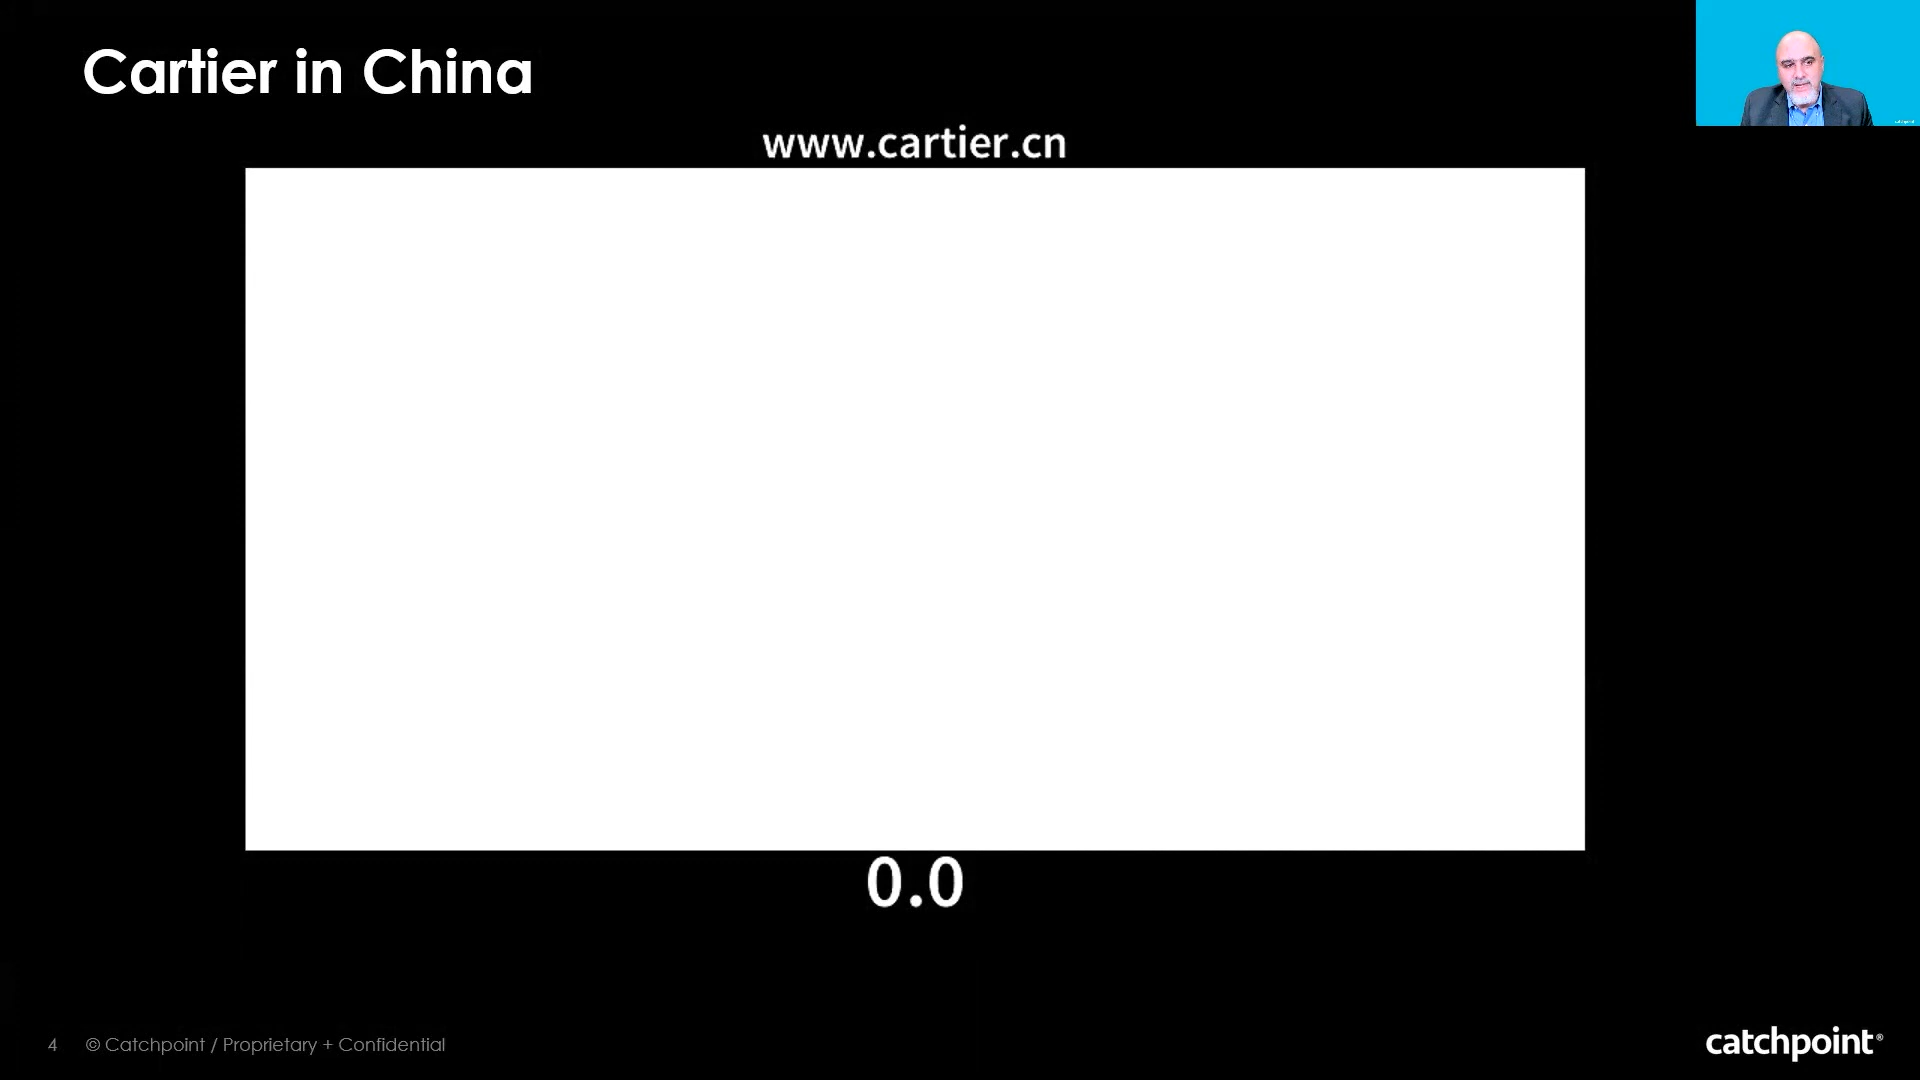 Cartier in China
www.cartier.cn
0.0
4 © Catchpoint / Proprietary + Confidential
catchpoint®